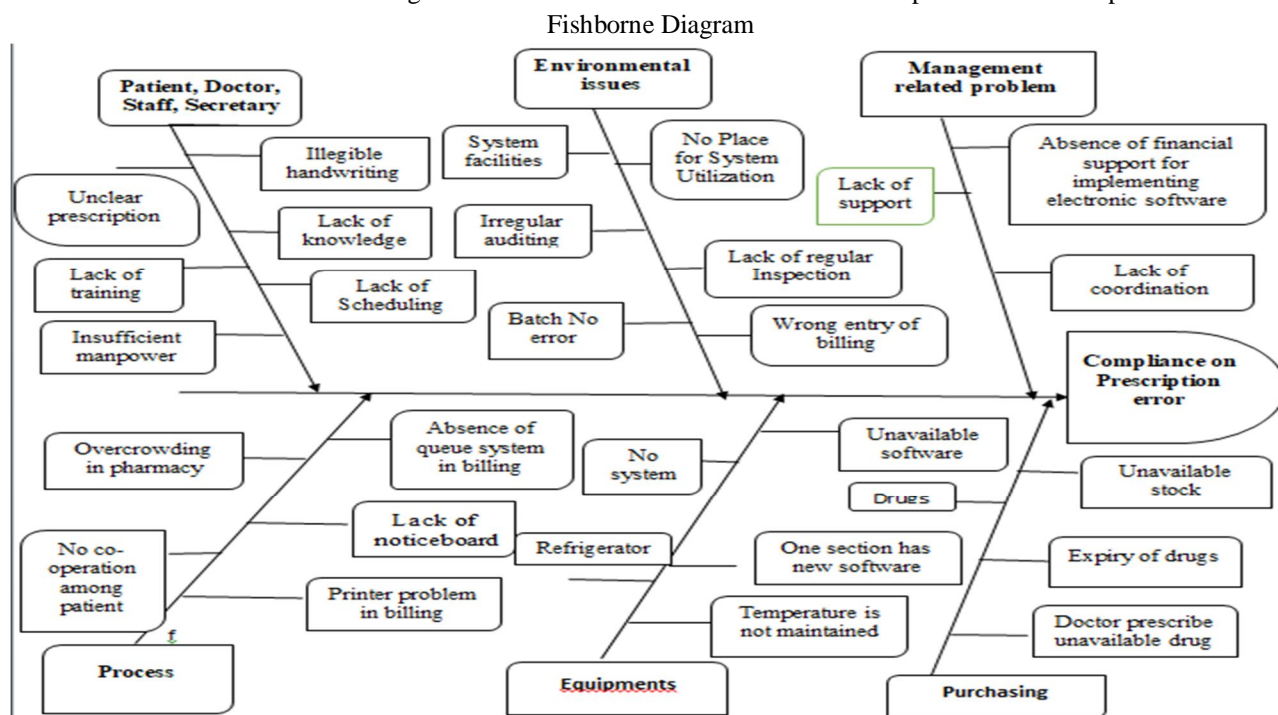 Fishborne Diagram
Patient, Doctor,
Staff, Secretary
Environmental
issues
Management
related problem
Illegible
handwriting
System
facilities
No Place
for System
Utilization
Absence of financial
support for
implementing
electronic software
Lack of
support
Unclear
prescription
Lack of
knowledge
Irregular
auditing
Lack of
training
Lack of
Scheduling
Lack of regular
Inspection
Lack of
coordination
Insufficient
manpower
Batch No
error
Wrong entry of
billing
Compliance on
Prescription
error
Overcrowding
in pharmacy
Absence of
queue system
in billing
No
system
Unavailable
software
Unavailable
stock
Drugs
Lack of
noticeboard
Refrigerator
One section has
new software
Expiry of drugs
No co-
operation
among
patient
Printer problem
in billing
Temperature is
not maintained
Doctor prescribe
unavailable drug
f
Process
Equipments
Purchasing